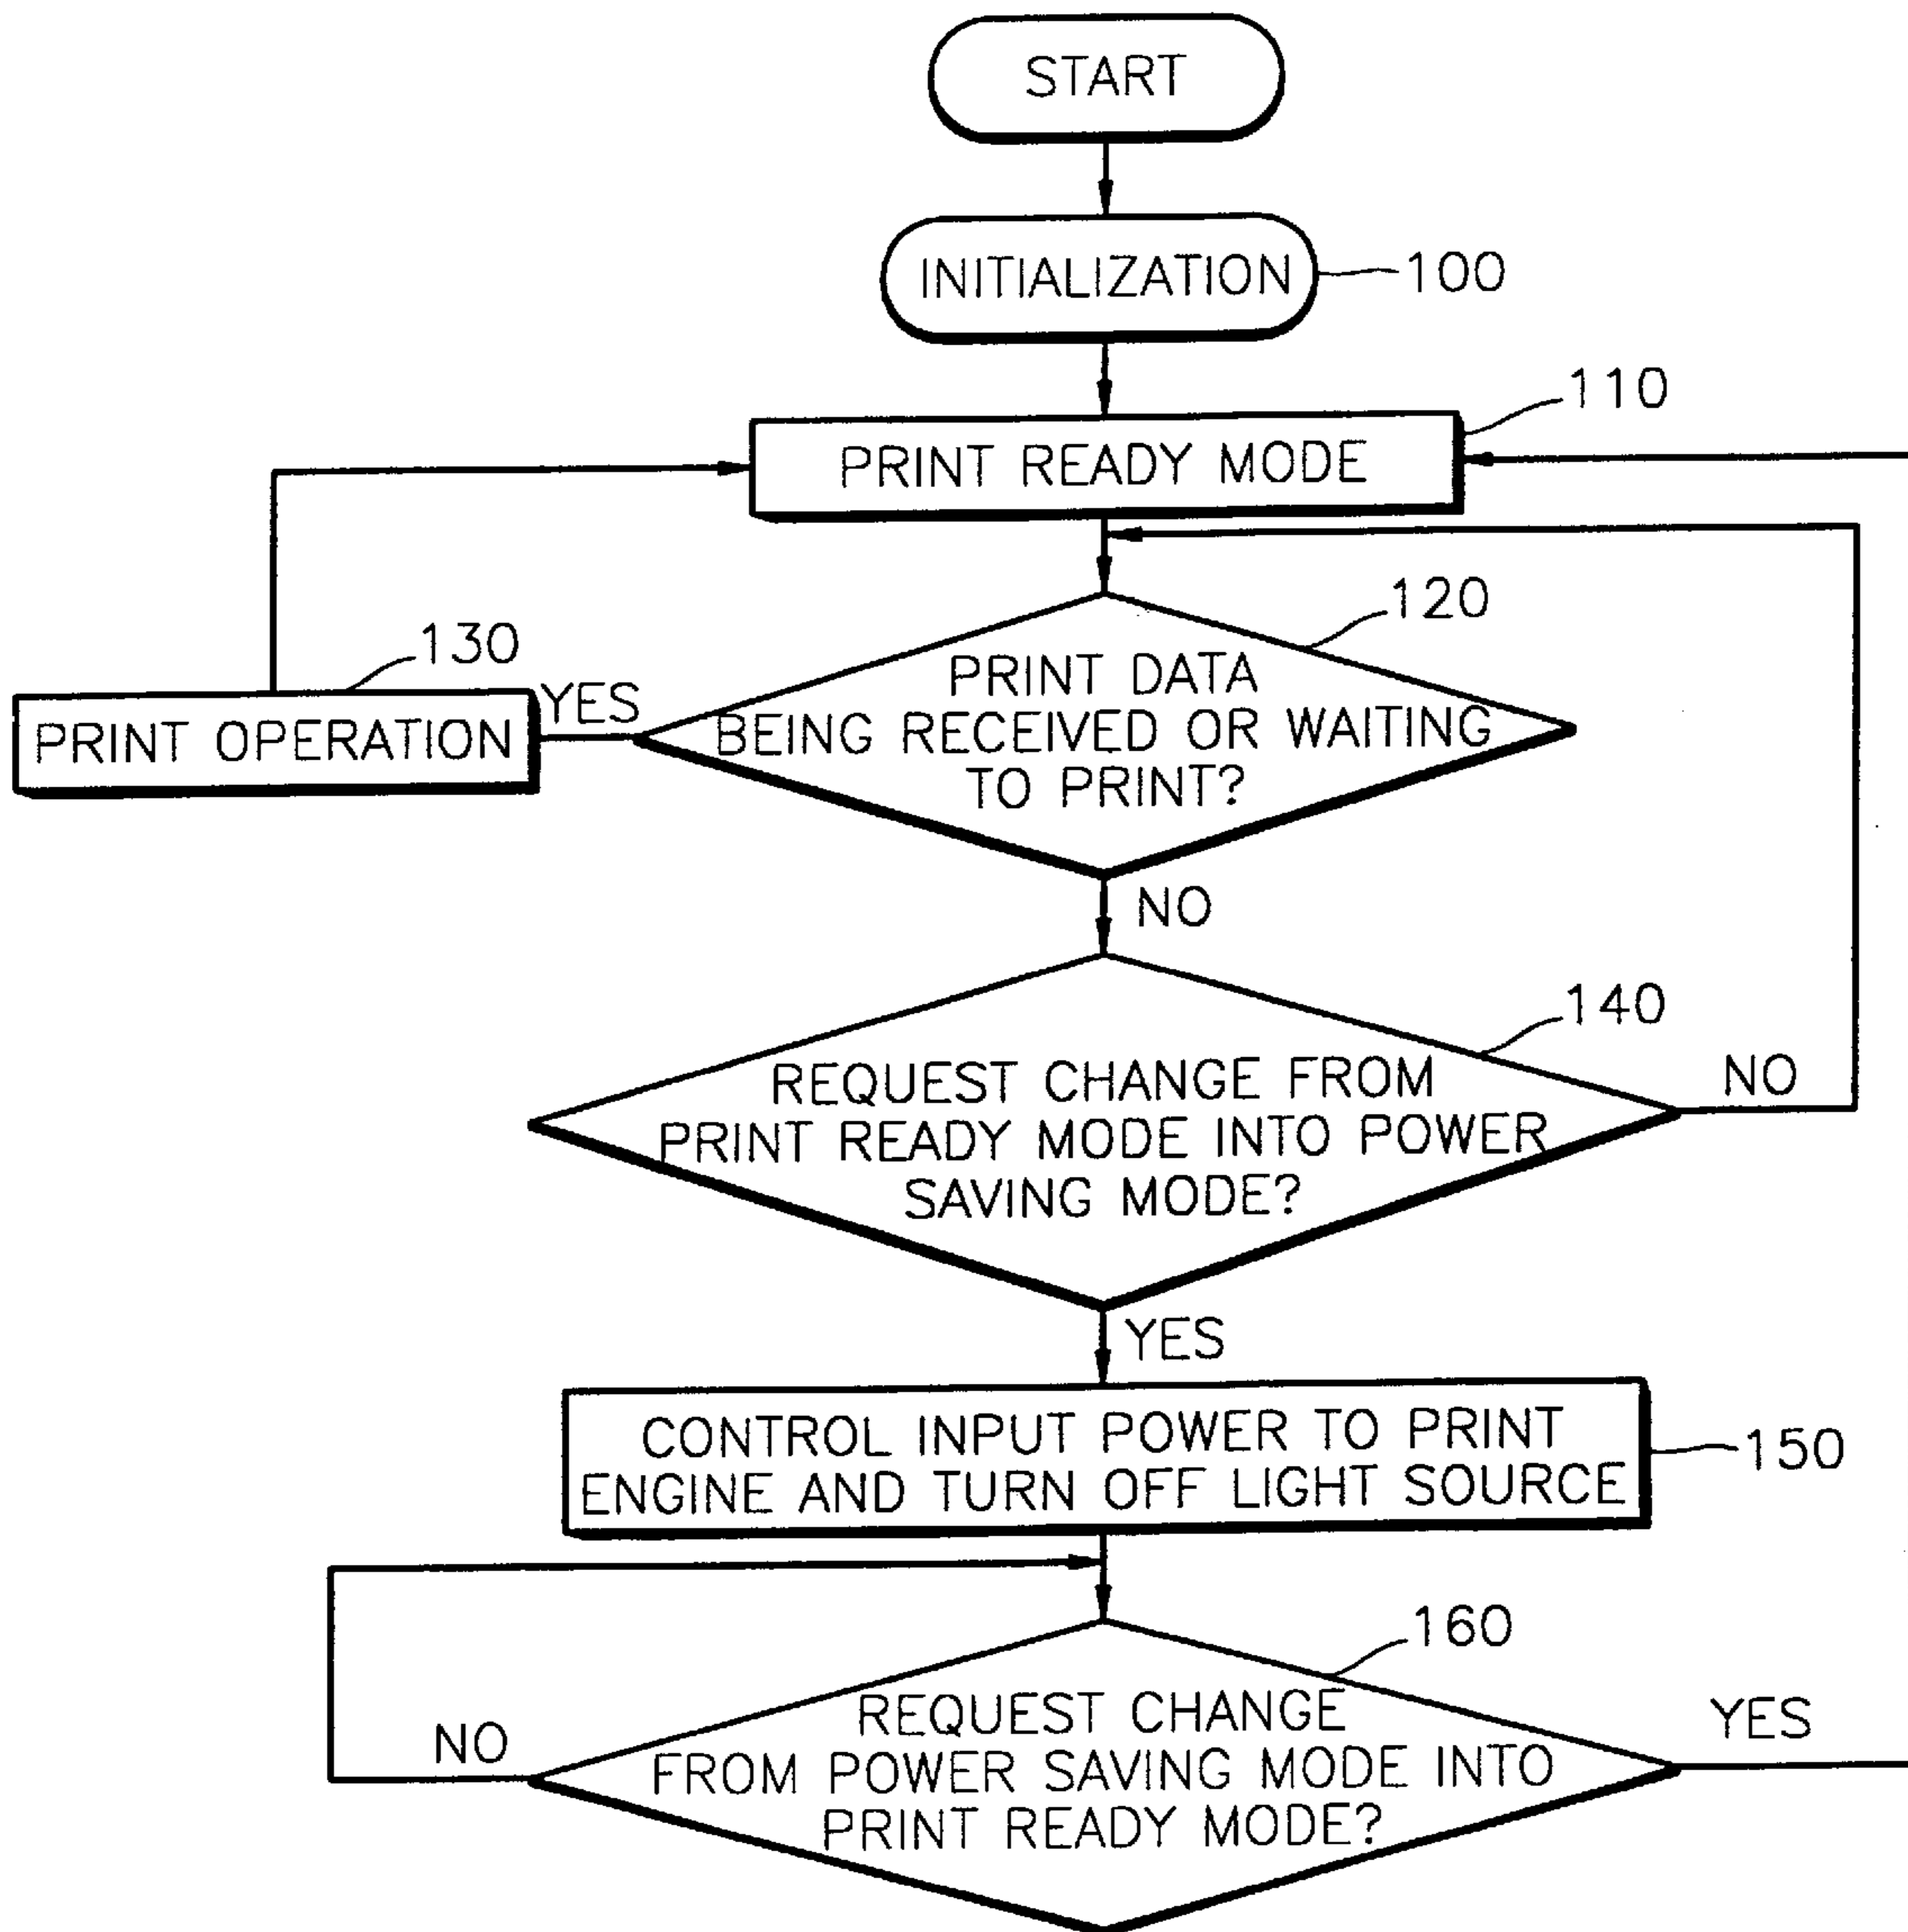 START
INITIALIZATION
100
110
PRINT READY MODE
120
130
PRINT DATA
BEING RECEIVED OR WAITING
TO PRINT?
YES
PRINT OPERATION
NO
140
REQUEST CHANGE FROM
PRINT READY MODE INTO POWER
SAVING MODE?
NO
YES
CONTROL INPUT POWER TO PRINT
ENGINE AND TURN OFF LIGHT SOURCE
150
160
REQUEST CHANGE
FROM POWER SAVING MODE INTO
PRINT READY MODE?
NO
YES